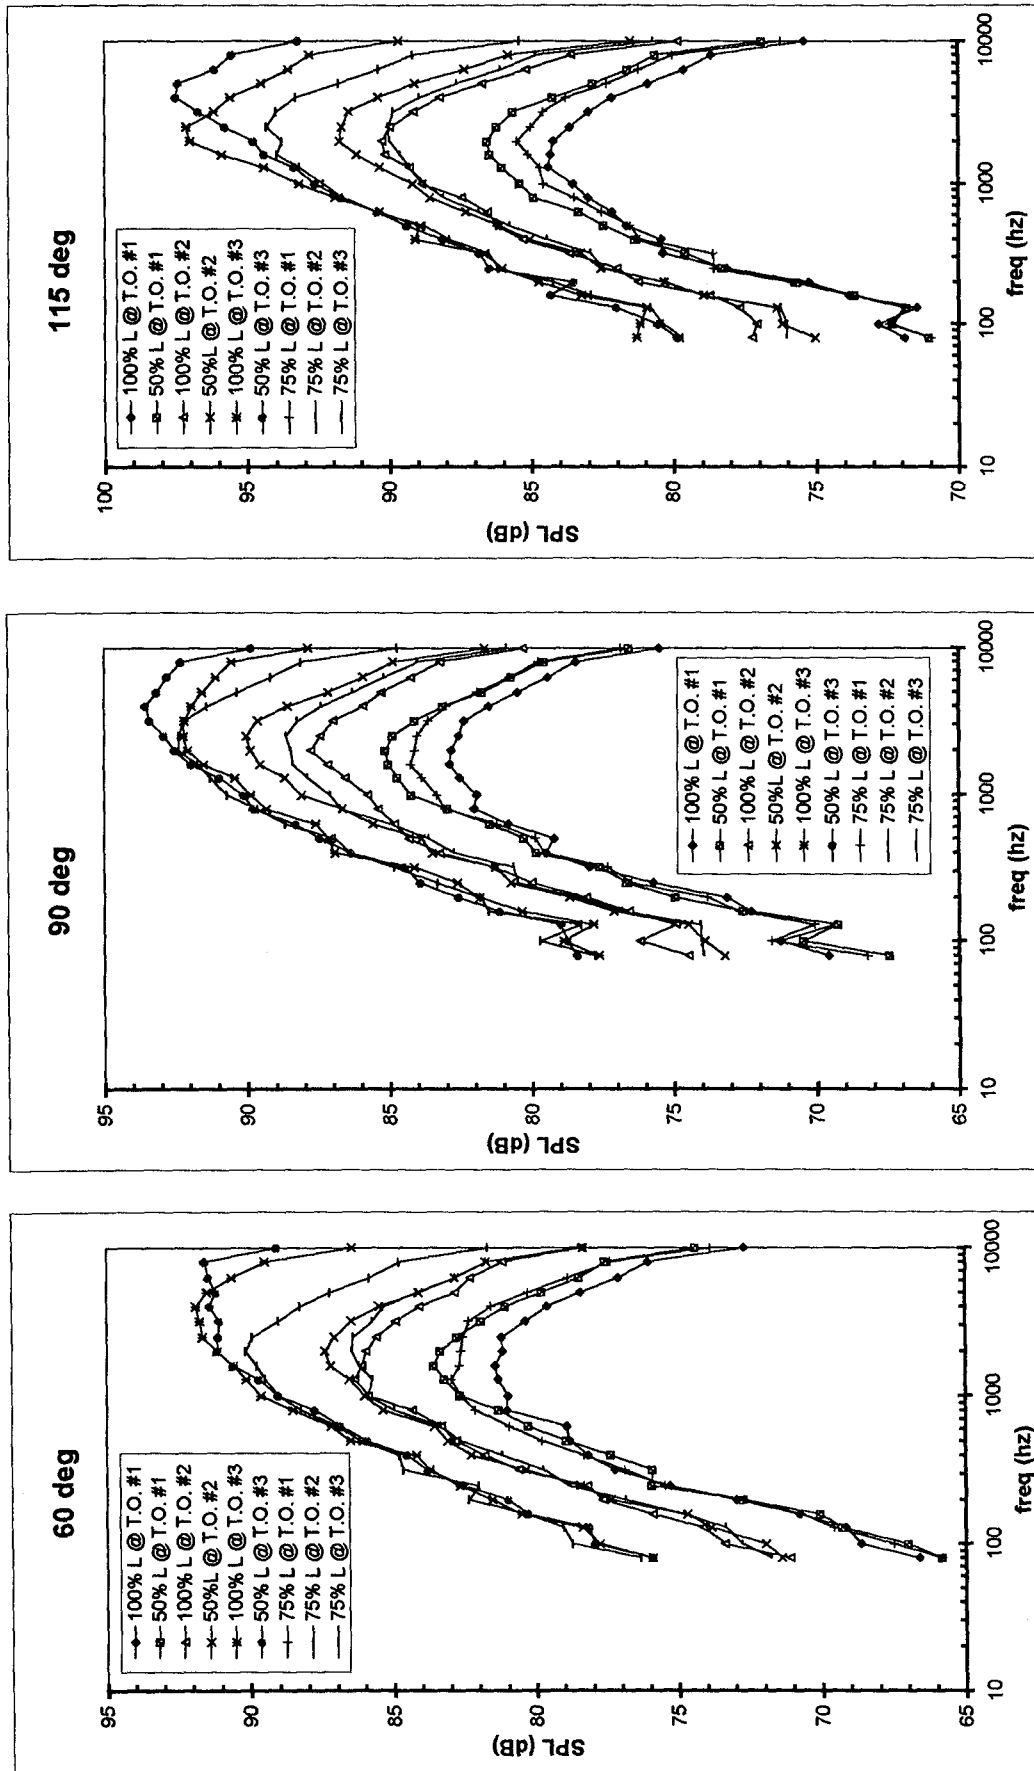 60 deg
95
90
85
80
75
70
65
SPL (dB)
10
100
1000
10000
freq (hz)
100% L @ T.O. #1
50% L @ T.O. #1
100% L @ T.O. #2
50%L @ T.O. #2
100% L @ T.O. #3
50% L @ T.O. #3
75% L @ T.O. #1
75% L @ T.O. #2
75% L @ T.O. #3
90 deg
95
90
85
80
75
70
65
SPL (dB)
10
100
1000
10000
freq (hz)
100% L @ T.O. #1
50% L @ T.O. #1
100% L @ T.O. #2
50%L @ T.O. #2
100% L @ T.O. #3
50% L @ T.O. #3
75% L @ T.O. #1
75% L @ T.O. #2
75% L @ T.O. #3
115 deg
100
95
90
85
80
75
70
SPL (dB)
10
100
1000
10000
freq (hz)
100% L @ T.O. #1
50% L @ T.O. #1
100% L @ T.O. #2
50%L @ T.O. #2
100% L @ T.O. #3
50% L @ T.O. #3
75% L @ T.O. #1
75% L @ T.O. #2
75% L @ T.O. #3